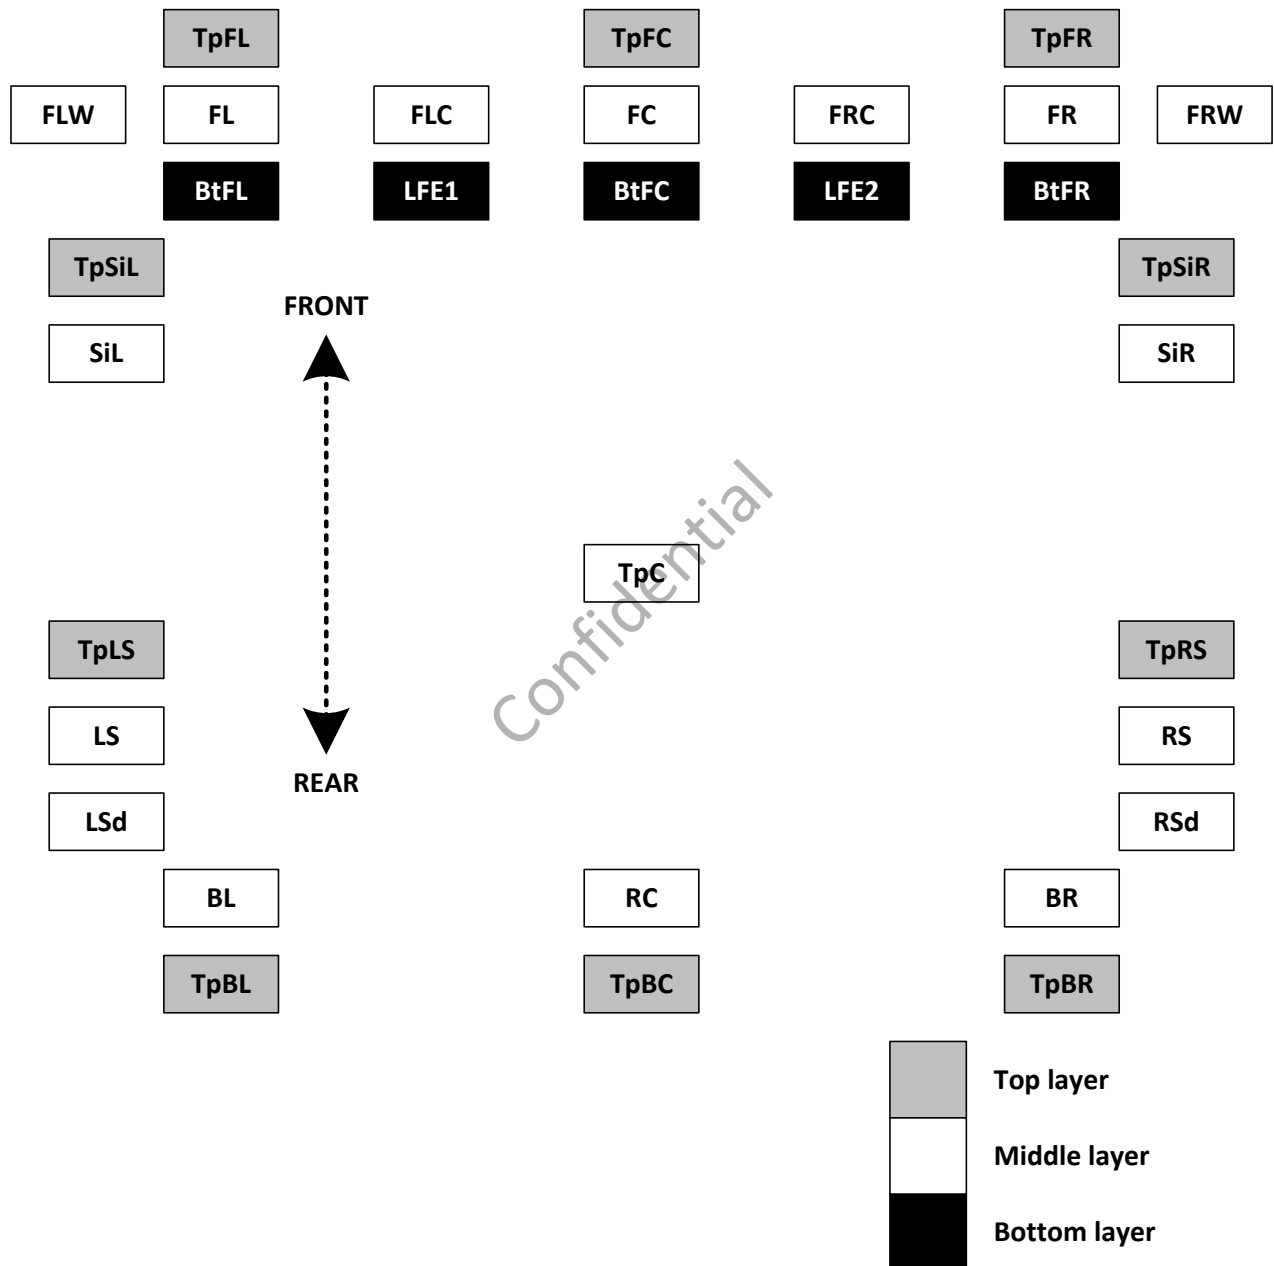 TpFL TpFC TpFR
FLW FL FLC FC FRC FR FRW
BtFL LFE1 BtFC LFE2 BtFR
TpSiL TpSiR
FRONT
SiL SiR
Confidential
TpC
TpLS TpRS
LS RS
REAR
LSd RSd
BL RC BR
TpBL TpBC TpBR
Top layer
Middle layer
Bottom layer